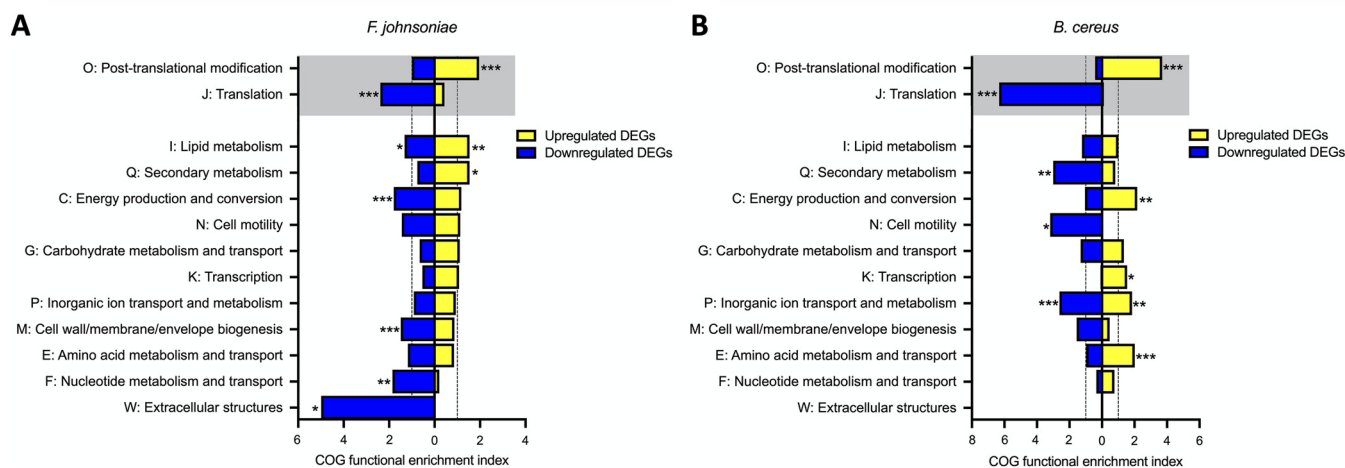 A
F. johnsoniae
O: Post-translational modification
***
J: Translation
***
I: Lipid metabolism
*
**
Q: Secondary metabolism
*
C: Energy production and conversion
***
N: Cell motility
G: Carbohydrate metabolism and transport
K: Transcription
P: Inorganic ion transport and metabolism
M: Cell wall/membrane/envelope biogenesis
***
E: Amino acid metabolism and transport
F: Nucleotide metabolism and transport
**
W: Extracellular structures
*
Upregulated DEGs
Downregulated DEGs
6 4 2 0 2 4
COG functional enrichment index
B
B. cereus
O: Post-translational modification
***
J: Translation
***
I: Lipid metabolism
Q: Secondary metabolism
**
C: Energy production and conversion
**
N: Cell motility
*
G: Carbohydrate metabolism and transport
K: Transcription
*
P: Inorganic ion transport and metabolism
***
**
M: Cell wall/membrane/envelope biogenesis
E: Amino acid metabolism and transport
***
F: Nucleotide metabolism and transport
W: Extracellular structures
Upregulated DEGs
Downregulated DEGs
8 6 4 2 0 2 4 6
COG functional enrichment index